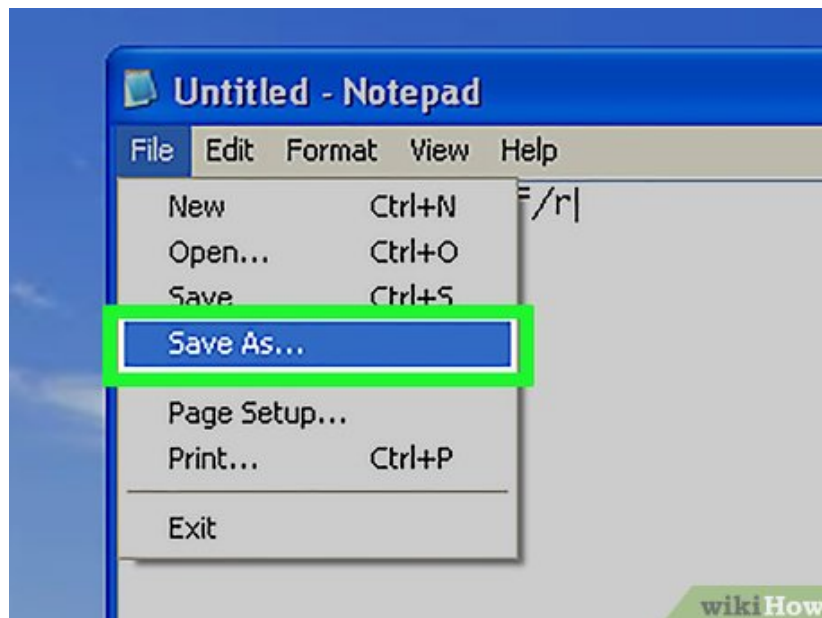 Untitled - Notepad
File Edit Format View Help
New Ctrl+N
/r
Open... Ctrl+O
Save Ctrl+S
Save As...
Page Setup...
Print... Ctrl+P
Exit
wikiHow